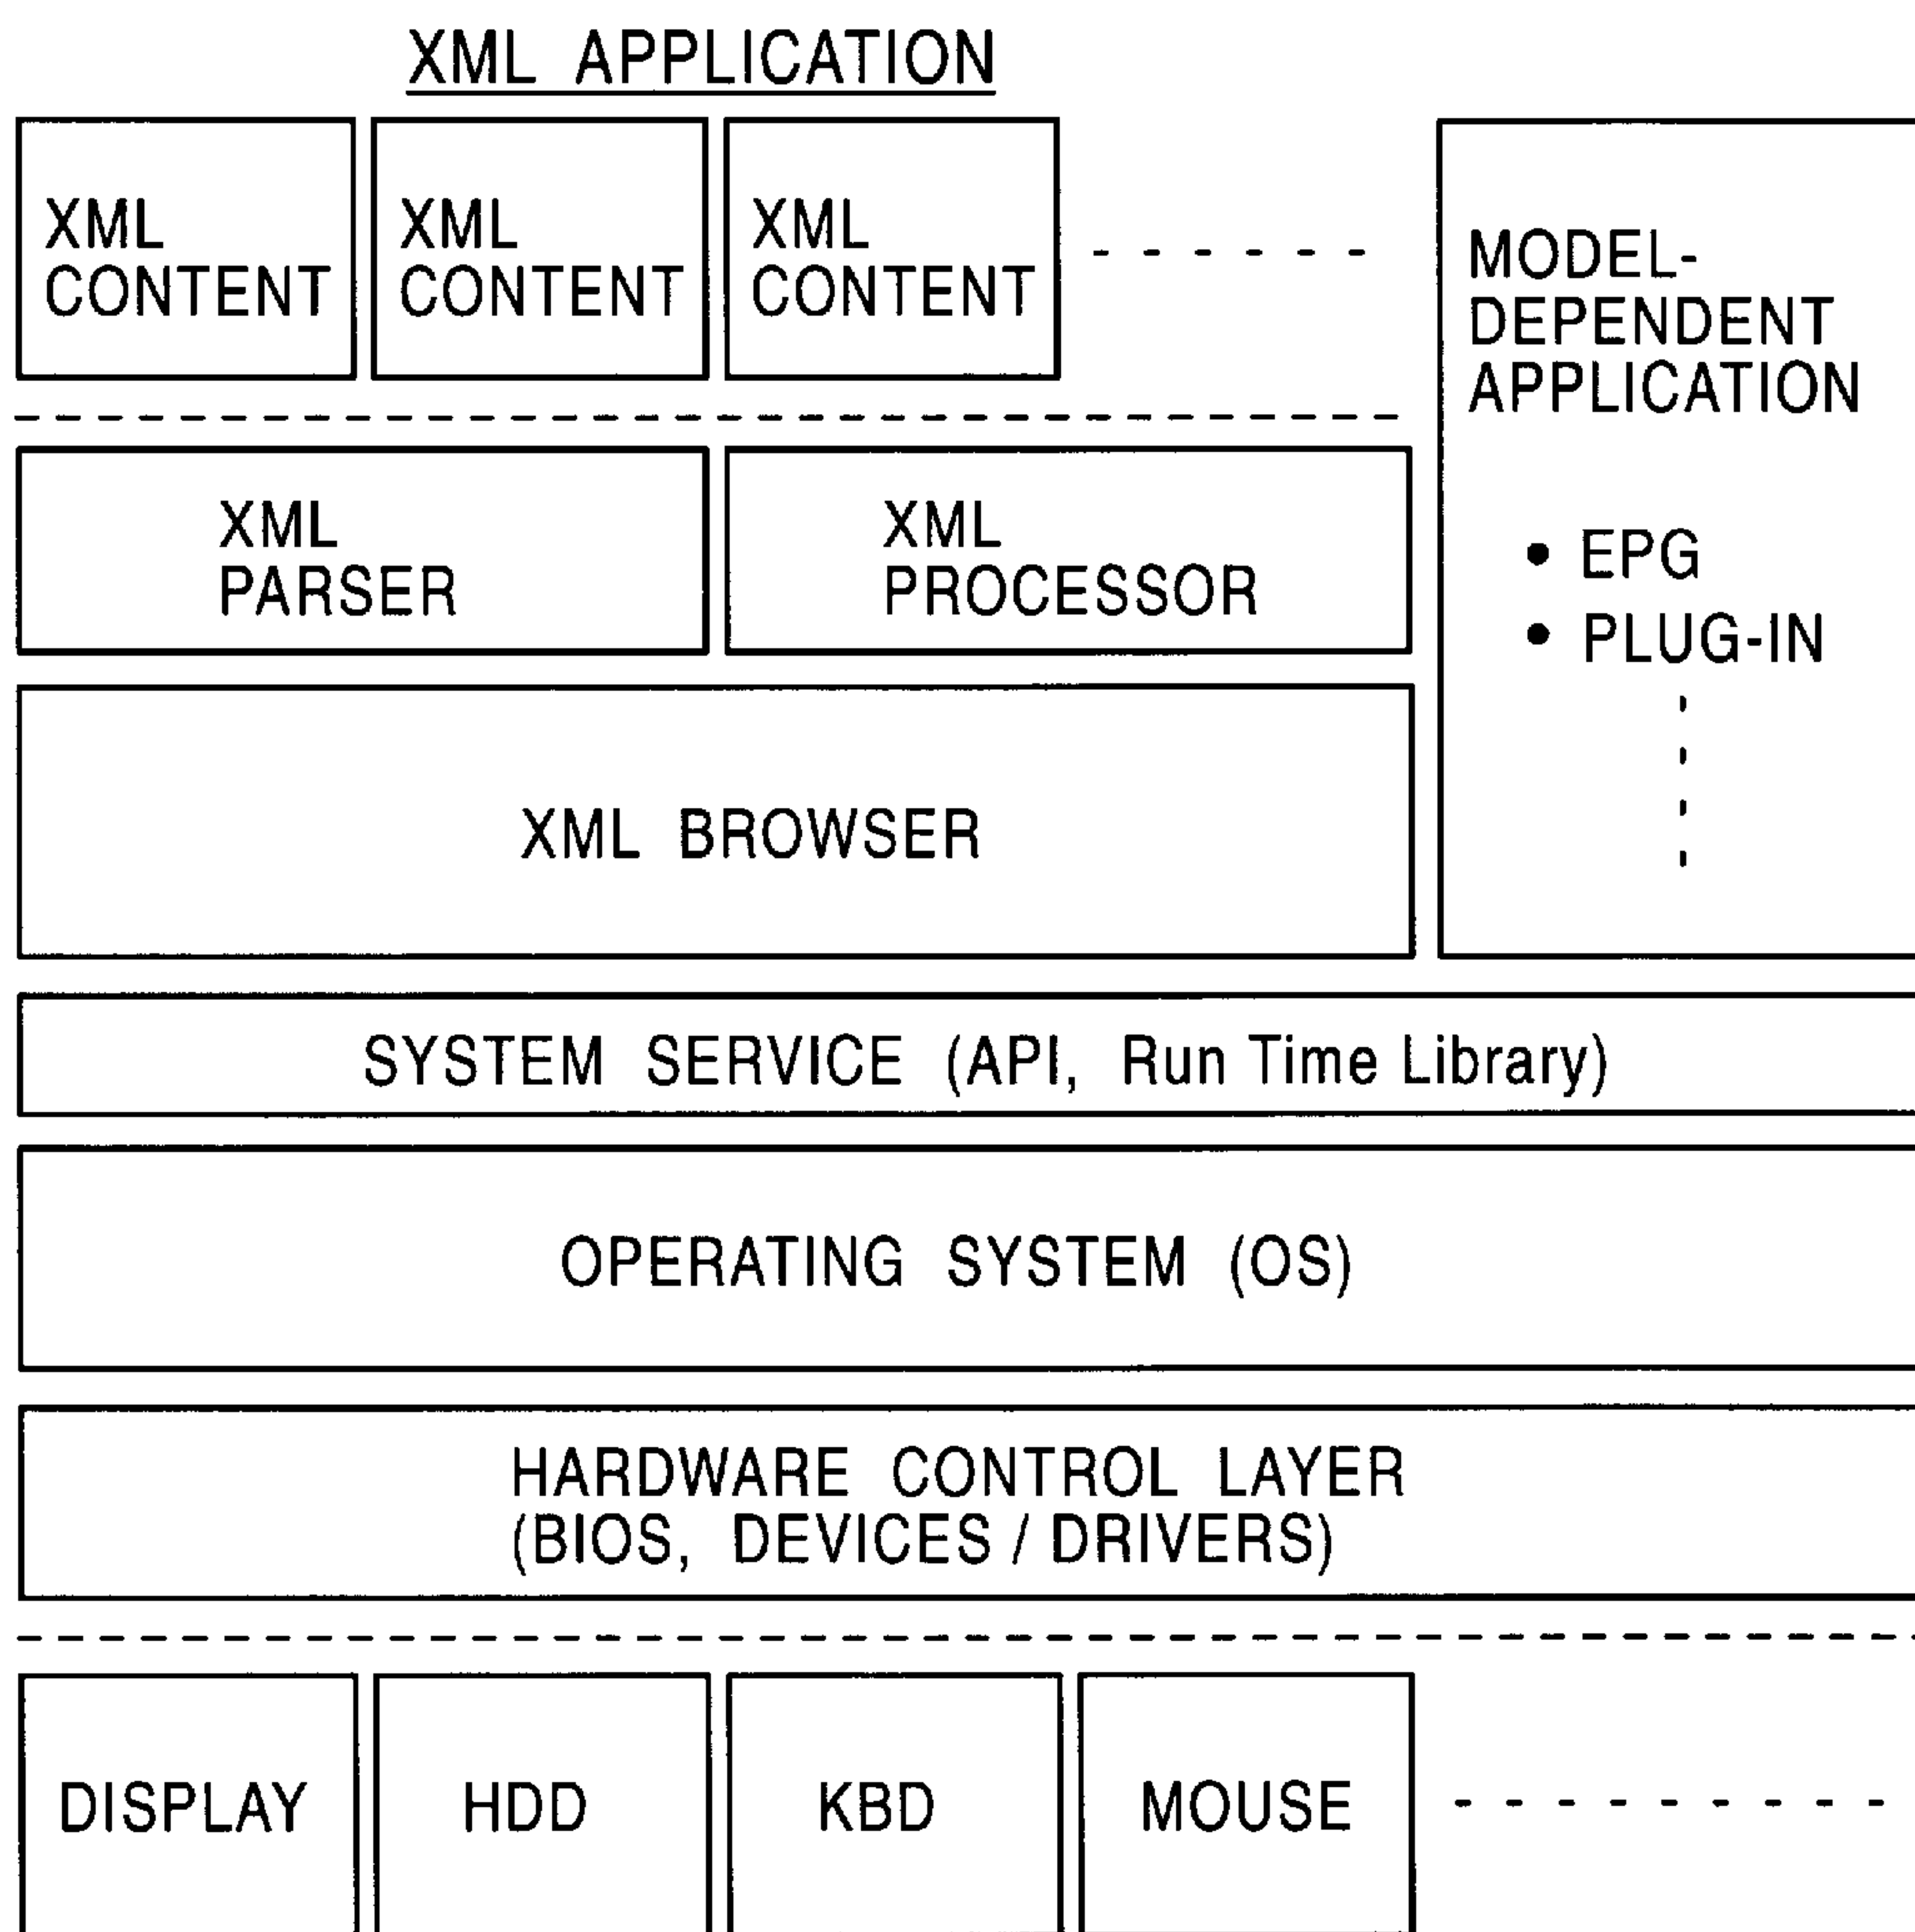 XML APPLICATION
XML
CONTENT
XML
CONTENT
XML
CONTENT
MODEL-
DEPENDENT
APPLICATION
• EPG
• PLUG-IN
XML
PARSER
XML
PROCESSOR
XML BROWSER
SYSTEM SERVICE (API, Run Time Library)
OPERATING SYSTEM (OS)
HARDWARE CONTROL LAYER
(BIOS, DEVICES / DRIVERS)
DISPLAY
HDD
KBD
MOUSE